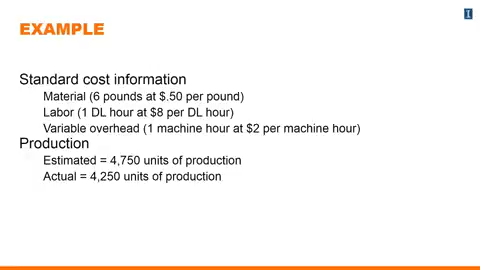 I
EXAMPLE
Standard cost information
Material (6 pounds at $.50 per pound)
Labor (1 DL hour at $8 per DL hour)
Variable overhead (1 machine hour at $2 per machine hour)
Production
Estimated = 4,750 units of production
Actual = 4,250 units of production